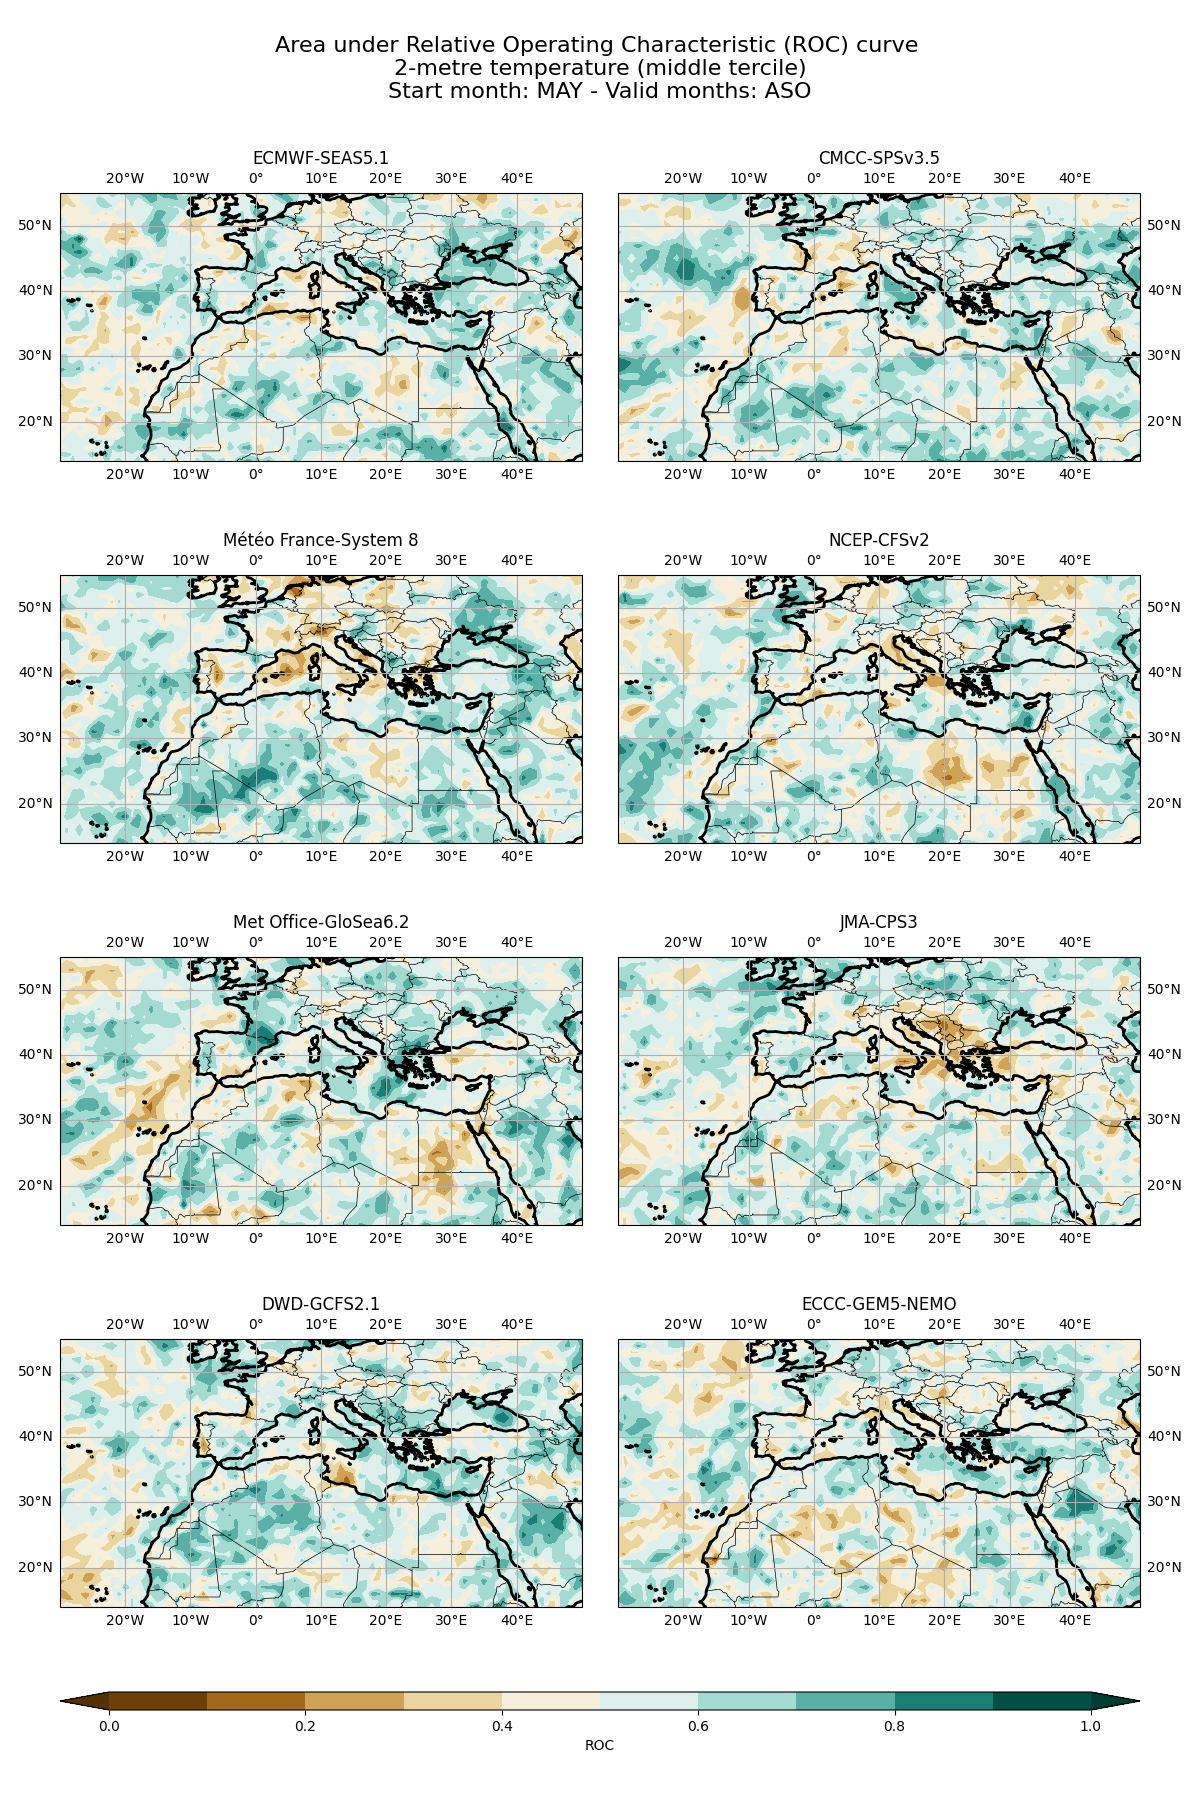 Area under Relative Operating Characteristic (ROC) curve
2-metre temperature (middle tercile)
Start month: MAY - Valid months: ASO
ECMWF-SEAS5.1
20°W 10°W 0° 10°E 20°E 30°E 40°E
50°N
40°N
30°N
20°N
20°W 10°W 0° 10°E 20°E 30°E 40°E
CMCC-SPSv3.5
20°W 10°W 0° 10°E 20°E 30°E 40°E
50°N
40°N
30°N
20°N
20°W 10°W 0° 10°E 20°E 30°E 40°E
Météo France-System 8
20°W 10°W 0° 10°E 20°E 30°E 40°E
50°N
40°N
30°N
20°N
20°W 10°W 0° 10°E 20°E 30°E 40°E
NCEP-CFSv2
20°W 10°W 0° 10°E 20°E 30°E 40°E
50°N
40°N
30°N
20°N
20°W 10°W 0° 10°E 20°E 30°E 40°E
Met Office-GloSea6.2
20°W 10°W 0° 10°E 20°E 30°E 40°E
50°N
40°N
30°N
20°N
20°W 10°W 0° 10°E 20°E 30°E 40°E
JMA-CPS3
20°W 10°W 0° 10°E 20°E 30°E 40°E
50°N
40°N
30°N
20°N
20°W 10°W 0° 10°E 20°E 30°E 40°E
DWD-GCFS2.1
20°W 10°W 0° 10°E 20°E 30°E 40°E
50°N
40°N
30°N
20°N
20°W 10°W 0° 10°E 20°E 30°E 40°E
ECCC-GEM5-NEMO
20°W 10°W 0° 10°E 20°E 30°E 40°E
50°N
40°N
30°N
20°N
20°W 10°W 0° 10°E 20°E 30°E 40°E
0.0 0.2 0.4 0.6 0.8 1.0
ROC